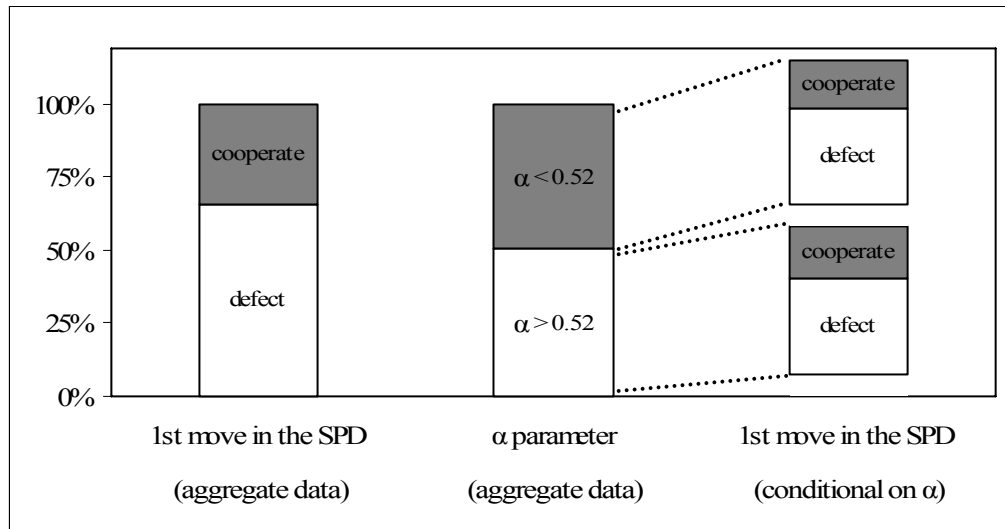 100%
75%
50%
25%
0%
cooperate
defect
α < 0.52
α > 0.52
cooperate
defect
cooperate
defect
1st move in the SPD
(aggregate data)
α parameter
(aggregate data)
1st move in the SPD
(conditional on α)